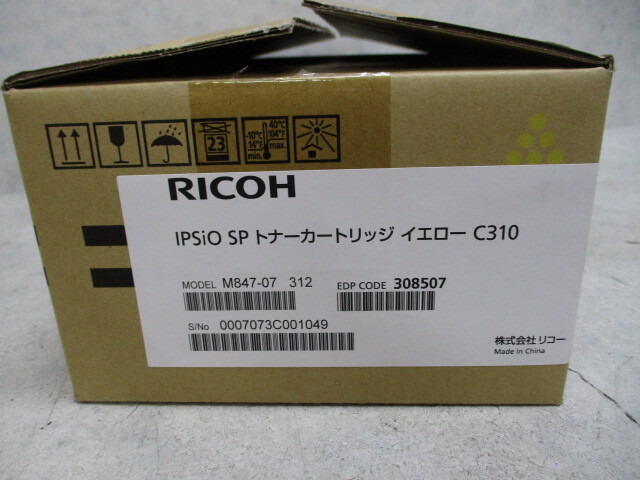 23
-10℃
14°F
min.
40℃
104°F
max.
RICOH
IPSiO SP トナーカートリッジ イエロー C310
MODEL M847-07 312
EDP CODE 308507
S/No 0007073C001049
株式会社 リコー
Made in China